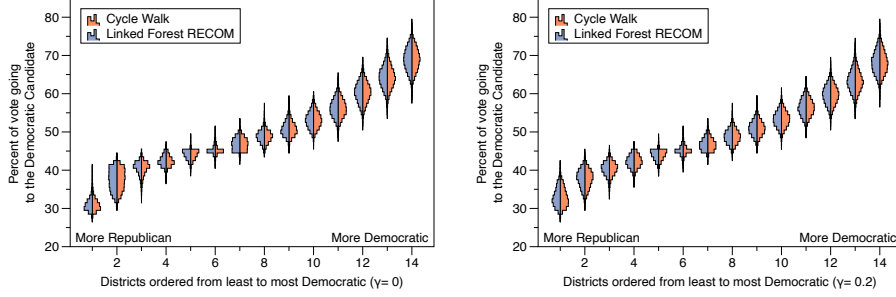 Percent of vote going
to the Democratic Candidate
80
70
60
50
40
30
20
Cycle Walk
Linked Forest RECOM
More Republican
More Democratic
2 4 6 8 10 12 14
Districts ordered from least to most Democratic (γ= 0)
Percent of vote going
to the Democratic Candidate
80
70
60
50
40
30
20
Cycle Walk
Linked Forest RECOM
More Republican
More Democratic
2 4 6 8 10 12 14
Districts ordered from least to most Democratic (γ= 0.2)